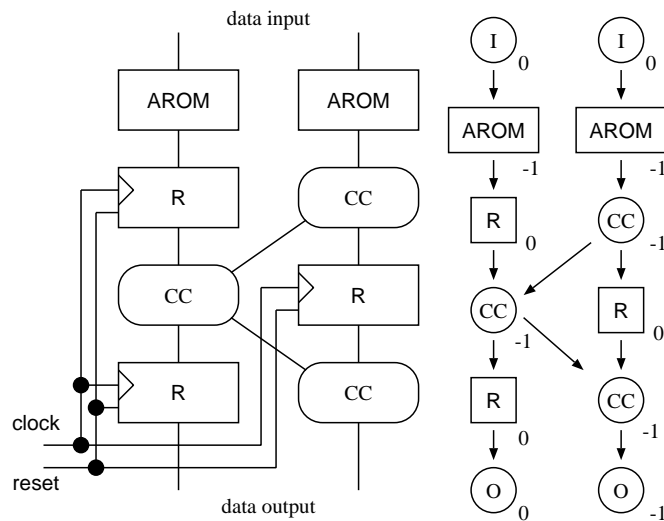 data input
I
0
I
0
AROM
AROM
AROM
-1
AROM
-1
R
CC
R
0
CC
-1
CC
R
CC
-1
R
0
R
CC
R
0
CC
-1
clock
reset
data output
O
0
O
-1